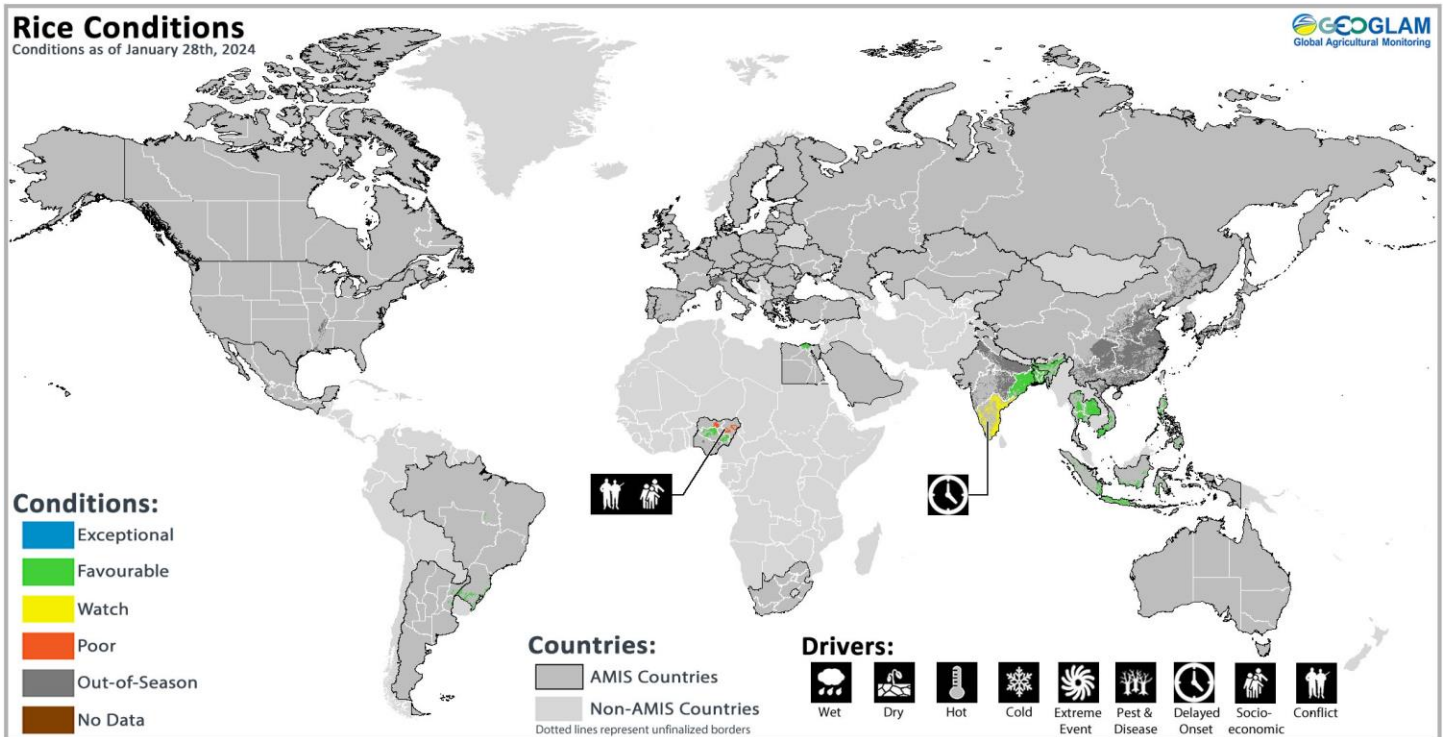 Rice Conditions
Conditions as of January 28th, 2024
GEOGLAM
Global Agricultural Monitoring
Conditions:
Exceptional
Favourable
Watch
Poor
Out-of-Season
No Data
Countries:
AMIS Countries
Non-AMIS Countries
Dotted lines represent unfinalized borders
Drivers:
Wet
Dry
Hot
Cold
Extreme
Event
Pest &
Disease
Delayed
Onset
Socio-
economic
Conflict